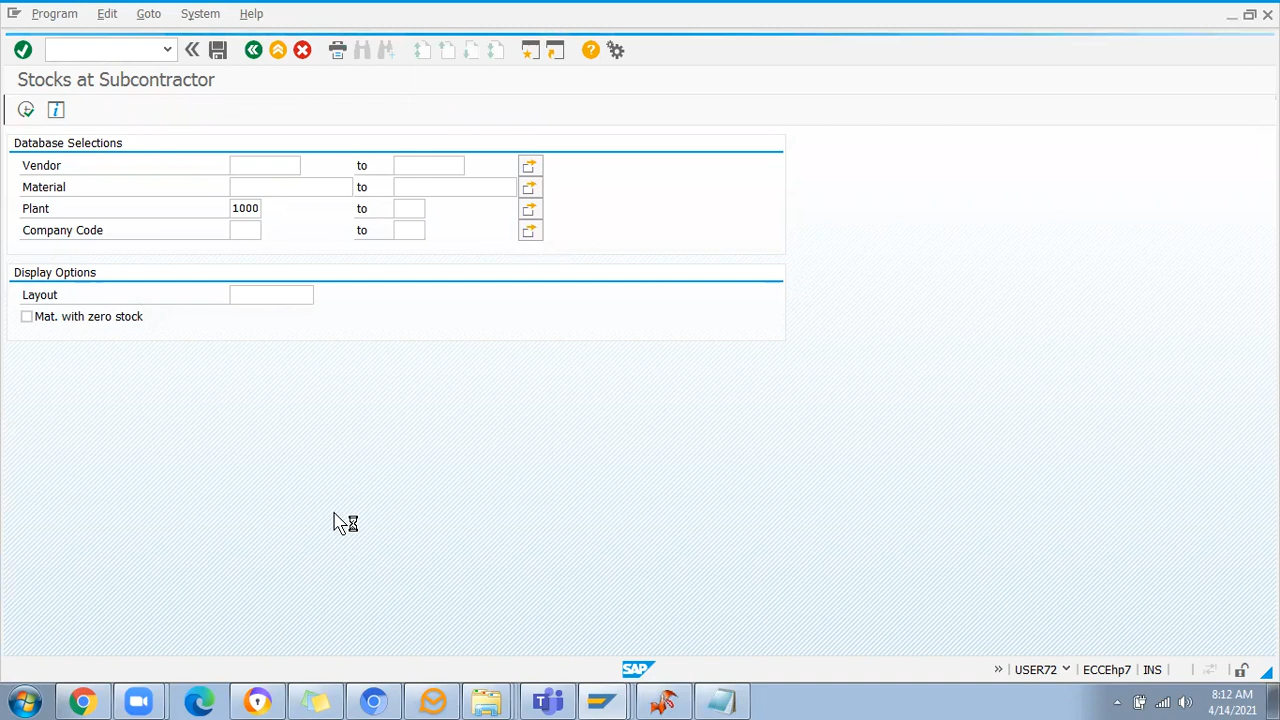 Program Edit Goto System Help
Stocks at Subcontractor
Database Selections
Vendor to
Material to
Plant 1000 to
Company Code to
Display Options
Layout
Mat. with zero stock
SAP
USER72 ECCEhp7 INS
8:12 AM
4/14/2021